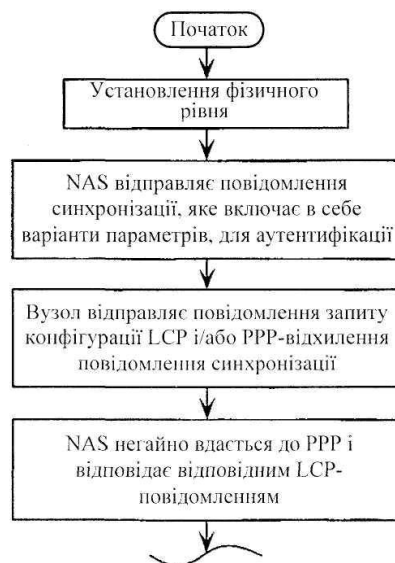 Початок
Установлення фізичного
рівня
NAS відправляє повідомлення
синхронізації, яке включає в себе
варіанти параметрів, для аутентифікації
Вузол відправляє повідомлення запиту
конфігурації LCP і/або PPP-відхилення
повідомлення синхронізації
NAS негайно вдається до PPP і
відповідає відповідним LCP-
повідомленням